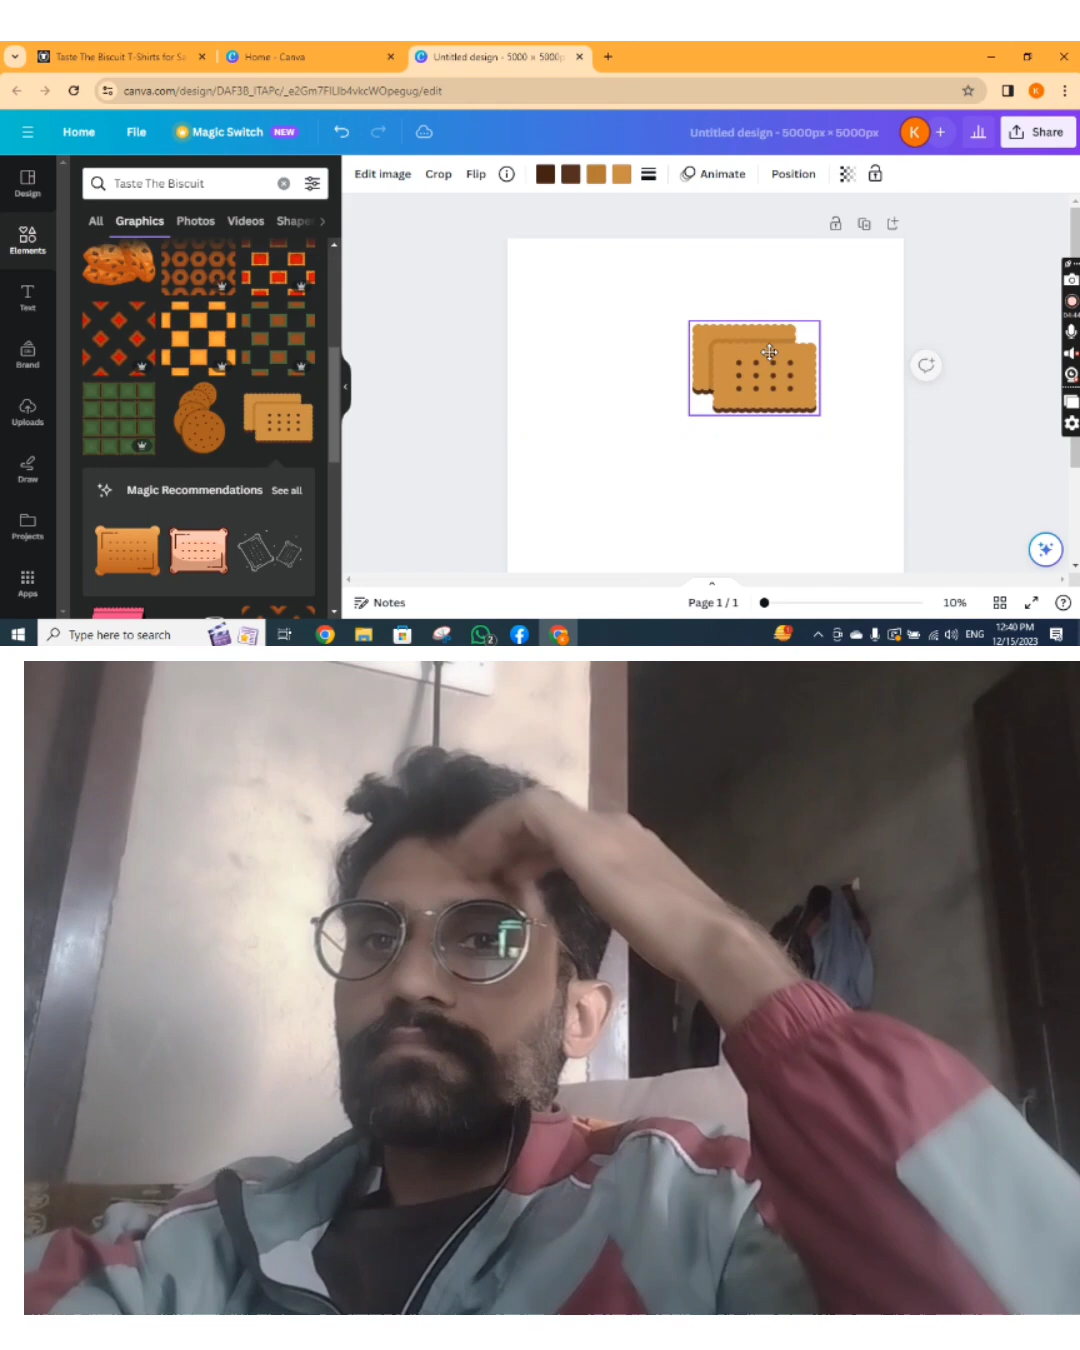 Taste The Biscuit T-Shirts for Sa
Home - Canva
Untitled design - 5000 × 5000p
canva.com/design/DAF3B_ITAPc/_e2Gm7FlUb4vkcWOpegug/edit
Home File Magic Switch NEW
Untitled design - 5000px × 5000px
K
Share
Edit image Crop Flip
Animate
Position
Design
Elements
Text
Brand
Uploads
Draw
Projects
Apps
Taste The Biscuit
All Graphics Photos Videos Shape
Magic Recommendations See all
Notes
Page 1 / 1
10%
Type here to search
ENG
12:40 PM
12/15/2023